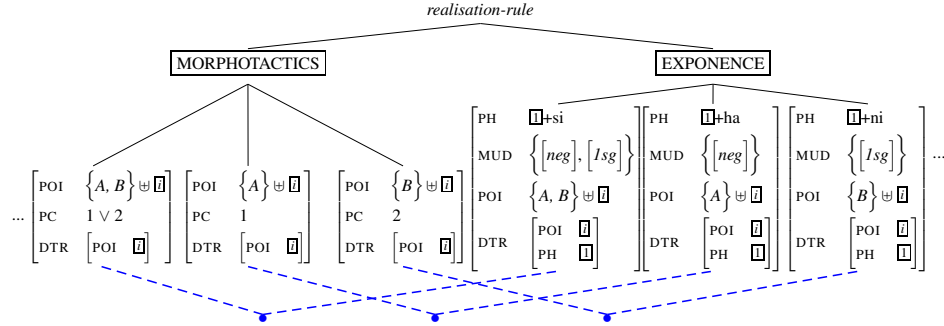 realisation-rule
MORPHOTACTICS EXPONENCE
PH 1+si PH 1+ha PH 1+ni
MUD {[neg], [1sg]} MUD {[neg]} MUD {[1sg]} ...
POI {A, B} ⊎ i POI {A} ⊎ i POI {B} ⊎ i POI {A, B} ⊎ i POI {A} ⊎ i POI {B} ⊎ i
... PC 1 ∨ 2 PC 1 PC 2
DTR [POI i] DTR [POI i] DTR [POI i] DTR [POI i PH 1] DTR [POI i PH 1] DTR [POI i PH 1]